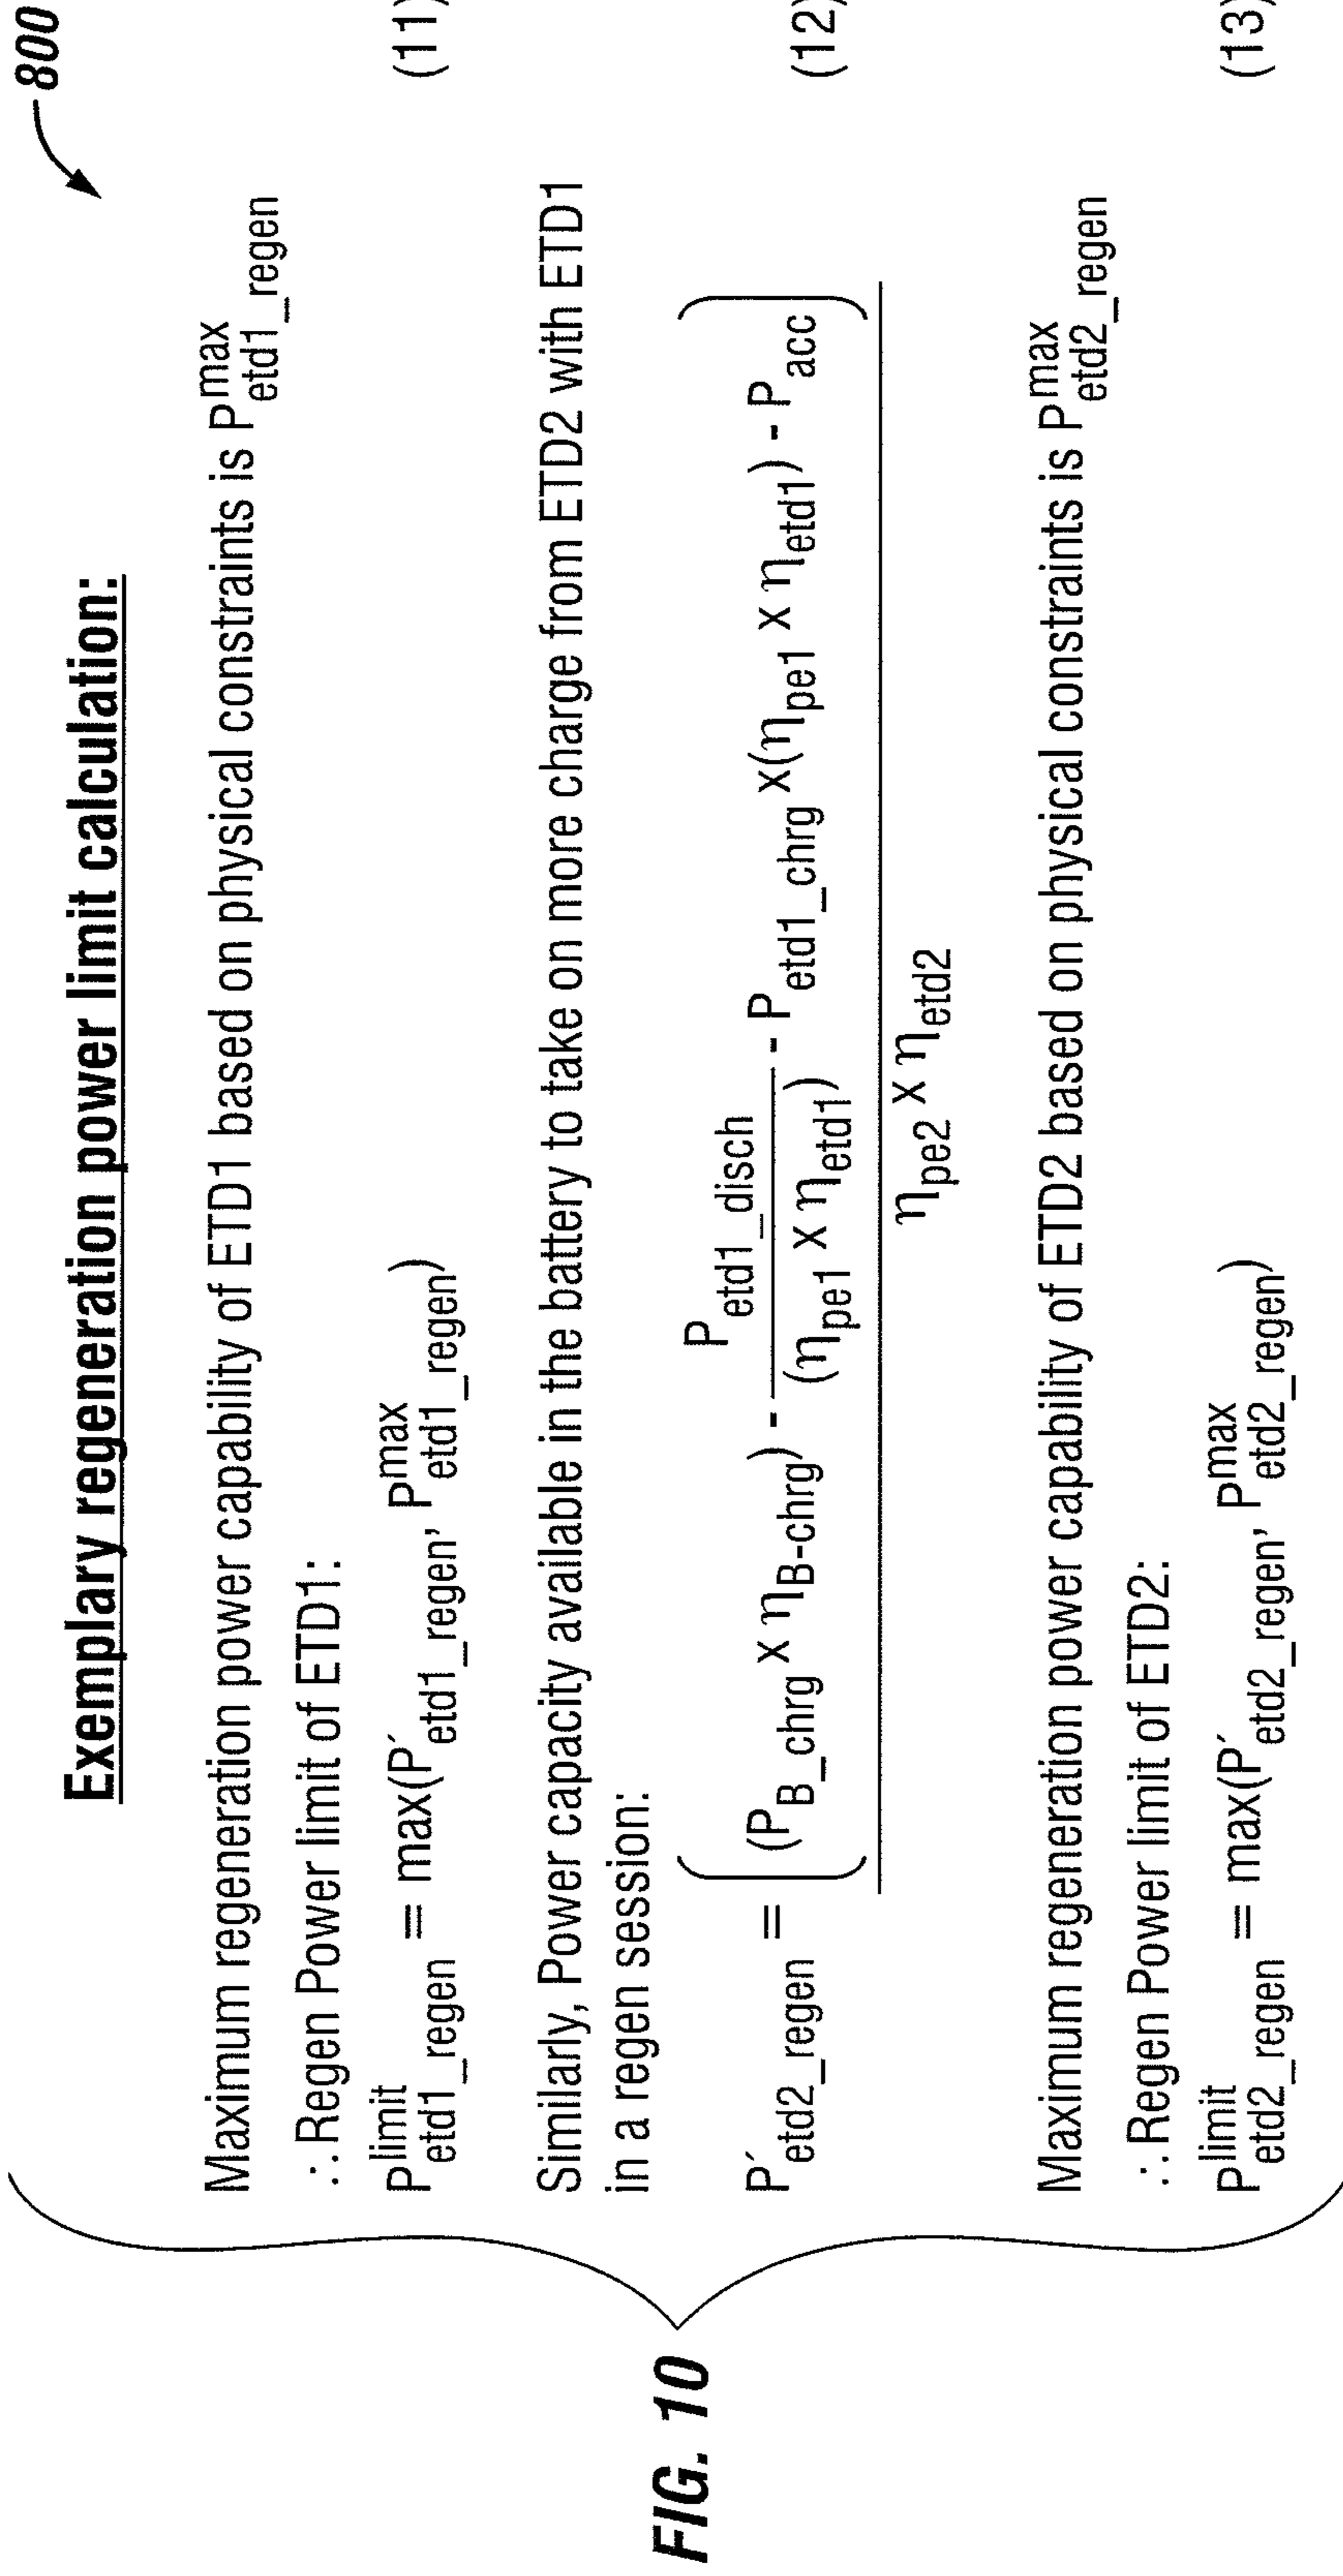 800
Exemplary regeneration power limit calculation:
Maximum regeneration power capability of ETD1 based on physical constraints is P^max_etd1_regen
∴Regen Power limit of ETD1:
P^limit_etd1_regen = max(P′_etd1_regen, P^max_etd1_regen) (11)
Similarly, Power capacity available in the battery to take on more charge from ETD2 with ETD1
in a regen session:
P′_etd2_regen = ((P_B_chrg x η_B-chrg) - P_etd1_disch / (η_pe1 x η_etd1) - P_etd1_chrg x(η_pe1 x η_etd1) - P_acc) / η_pe2 x η_etd2 (12)
Maximum regeneration power capability of ETD2 based on physical constraints is P^max_etd2_regen
∴Regen Power limit of ETD2:
P^limit_etd2_regen = max(P′_etd2_regen, P^max_etd2_regen) (13)
FIG. 10